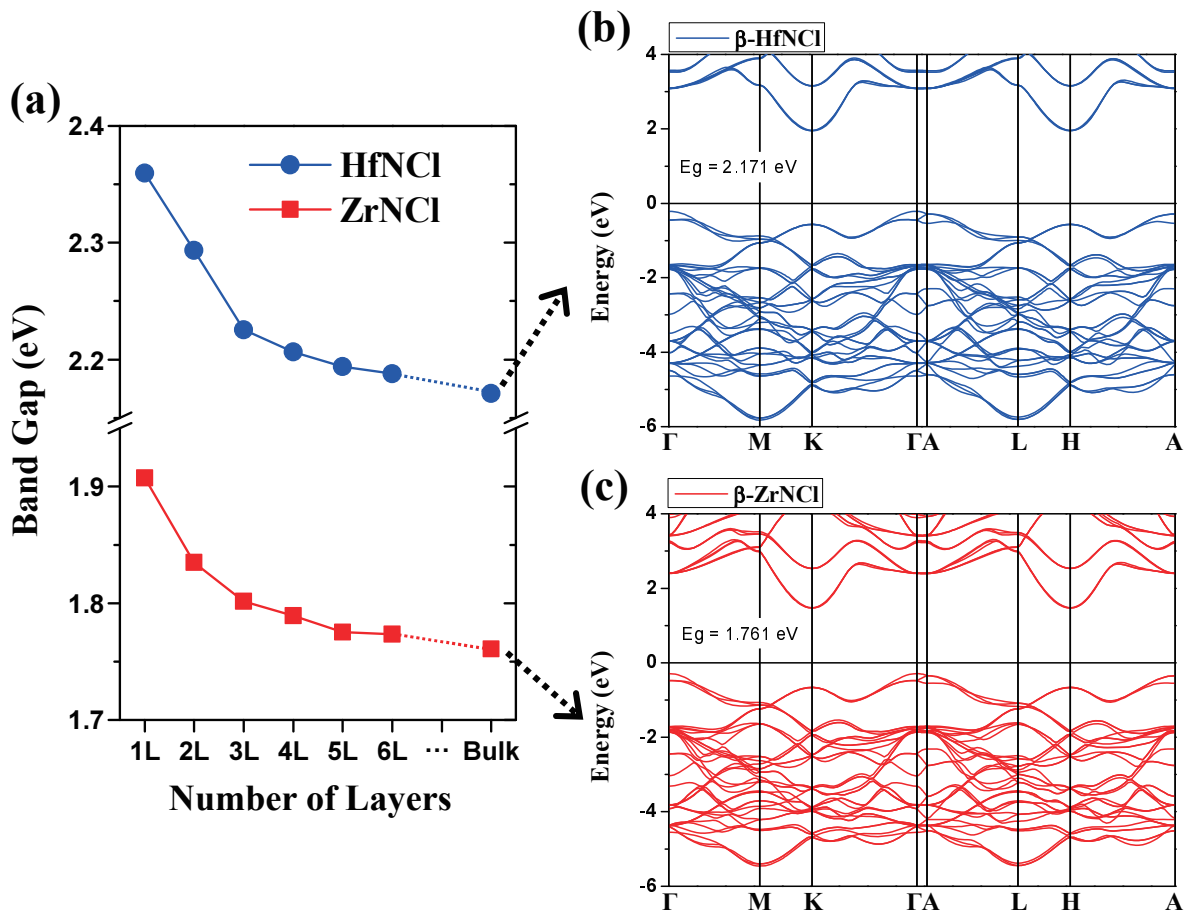 (a)
2.4
2.3
2.2
1.9
1.8
1.7
Band Gap (eV)
HfNCl
ZrNCl
1L 2L 3L 4L 5L 6L ... Bulk
Number of Layers
(b)
β-HfNCl
4
2
0
-2
-4
-6
Energy (eV)
Eg = 2.171 eV
Γ M K Γ A L H A
(c)
β-ZrNCl
4
2
0
-2
-4
-6
Energy (eV)
Eg = 1.761 eV
Γ M K Γ A L H A